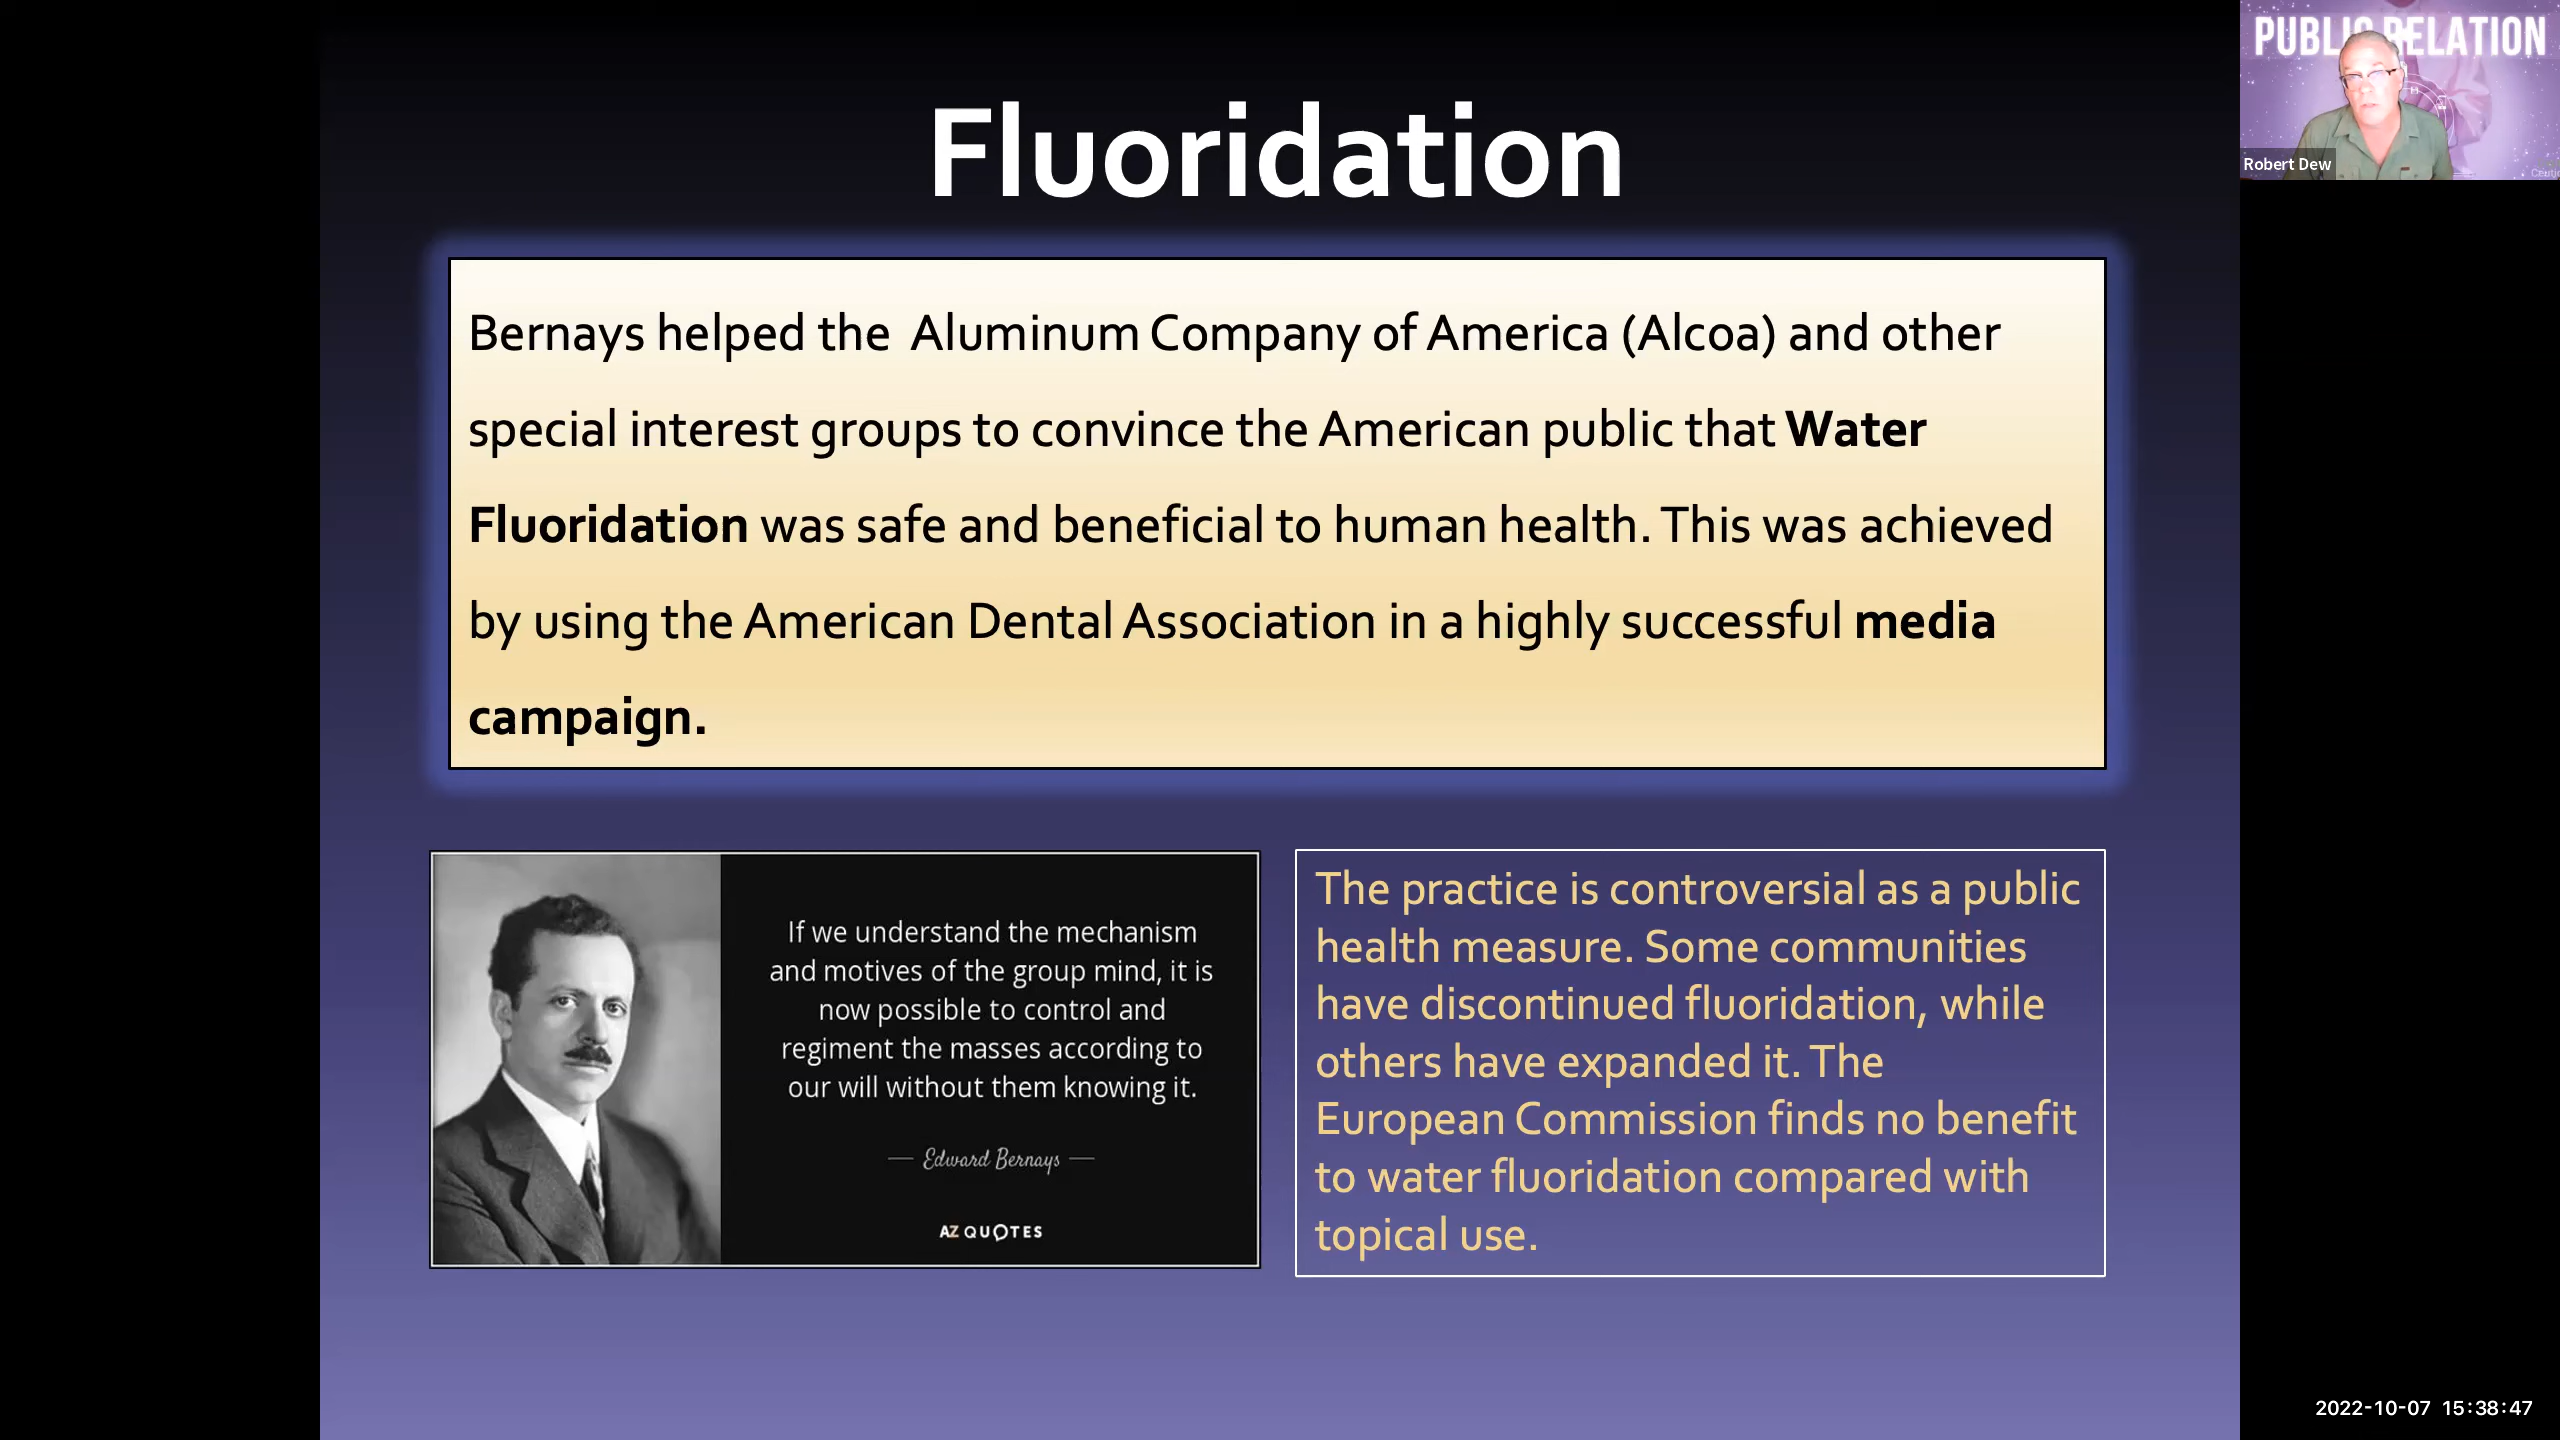 PUBLIC RELATION
Robert Dew
Fluoridation
Bernays helped the  Aluminum Company of America (Alcoa) and other
special interest groups to convince the American public that Water
Fluoridation was safe and beneficial to human health. This was achieved
by using the American Dental Association in a highly successful media
campaign.
If we understand the mechanism
and motives of the group mind, it is
now possible to control and
regiment the masses according to
our will without them knowing it.
— Edward Bernays —
AZ QUOTES
The practice is controversial as a public
health measure. Some communities
have discontinued fluoridation, while
others have expanded it. The
European Commission finds no benefit
to water fluoridation compared with
topical use.
2022-10-07 15:38:47